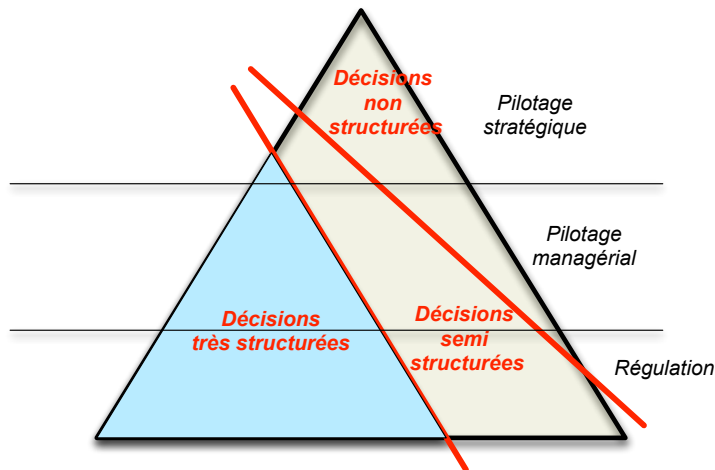 Décisions
non
structurées
Pilotage
stratégique
Pilotage
managérial
Décisions
très structurées
Décisions
semi
structurées
Régulation